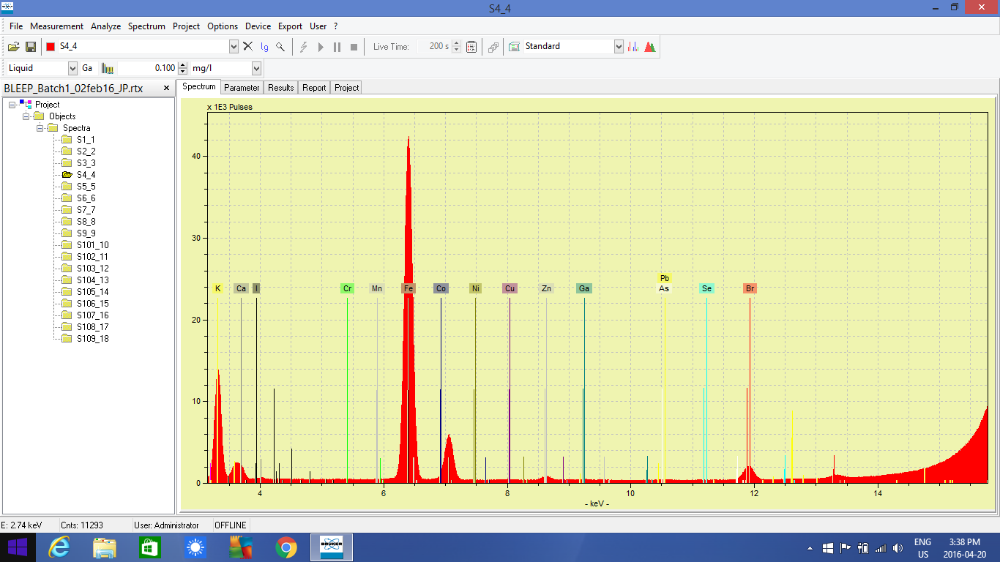 S4_4
File Measurement Analyze Spectrum Project Options Device Export User ?
S4_4 lg Live Time: 200 s Standard
Liquid Ga 0.100 mg/l
BLEEP_Batch1_02feb16_JP.rtx
Spectrum Parameter Results Report Project
Project
Objects
Spectra
S1_1
S2_2
S3_3
S4_4
S5_5
S6_6
S7_7
S8_8
S9_9
S101_10
S102_11
S103_12
S104_13
S105_14
S106_15
S107_16
S108_17
S109_18
x 1E3 Pulses
40
30
20
10
0
Pb
K Ca I Cr Mn Fe Co Ni Cu Zn Ga As Se Br
4 6 8 10 12 14
- keV -
E: 2.74 keV Cnts: 11293 User: Administrator OFFLINE
BRUKER
ENG 3:38 PM
US 2016-04-20